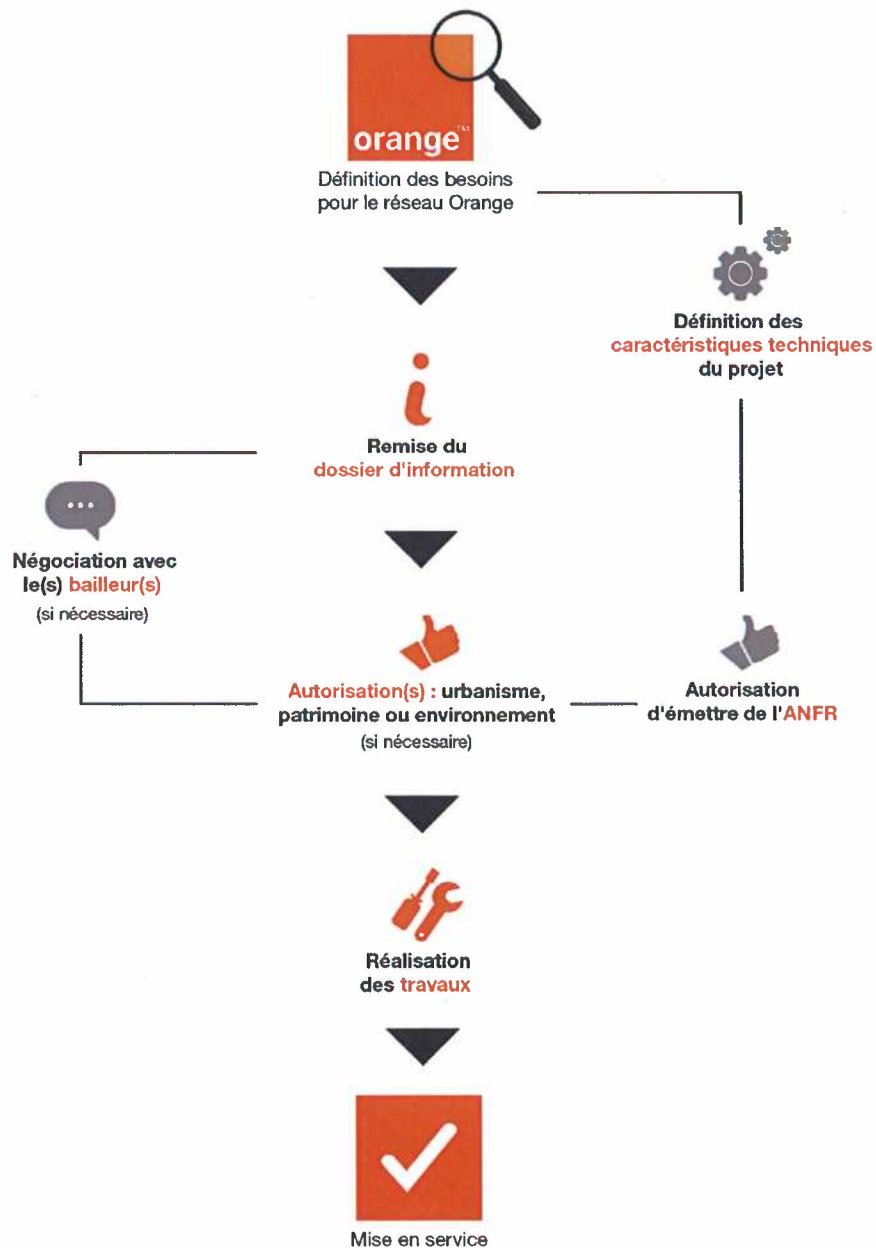 orange™
Définition des besoins
pour le réseau Orange
Définition des
caractéristiques techniques
du projet
Remise du
dossier d'information
Négociation avec
le(s) bailleur(s)
(si nécessaire)
Autorisation(s) : urbanisme,
patrimoine ou environnement
(si nécessaire)
Autorisation
d'émettre de l'ANFR
Réalisation
des travaux
Mise en service